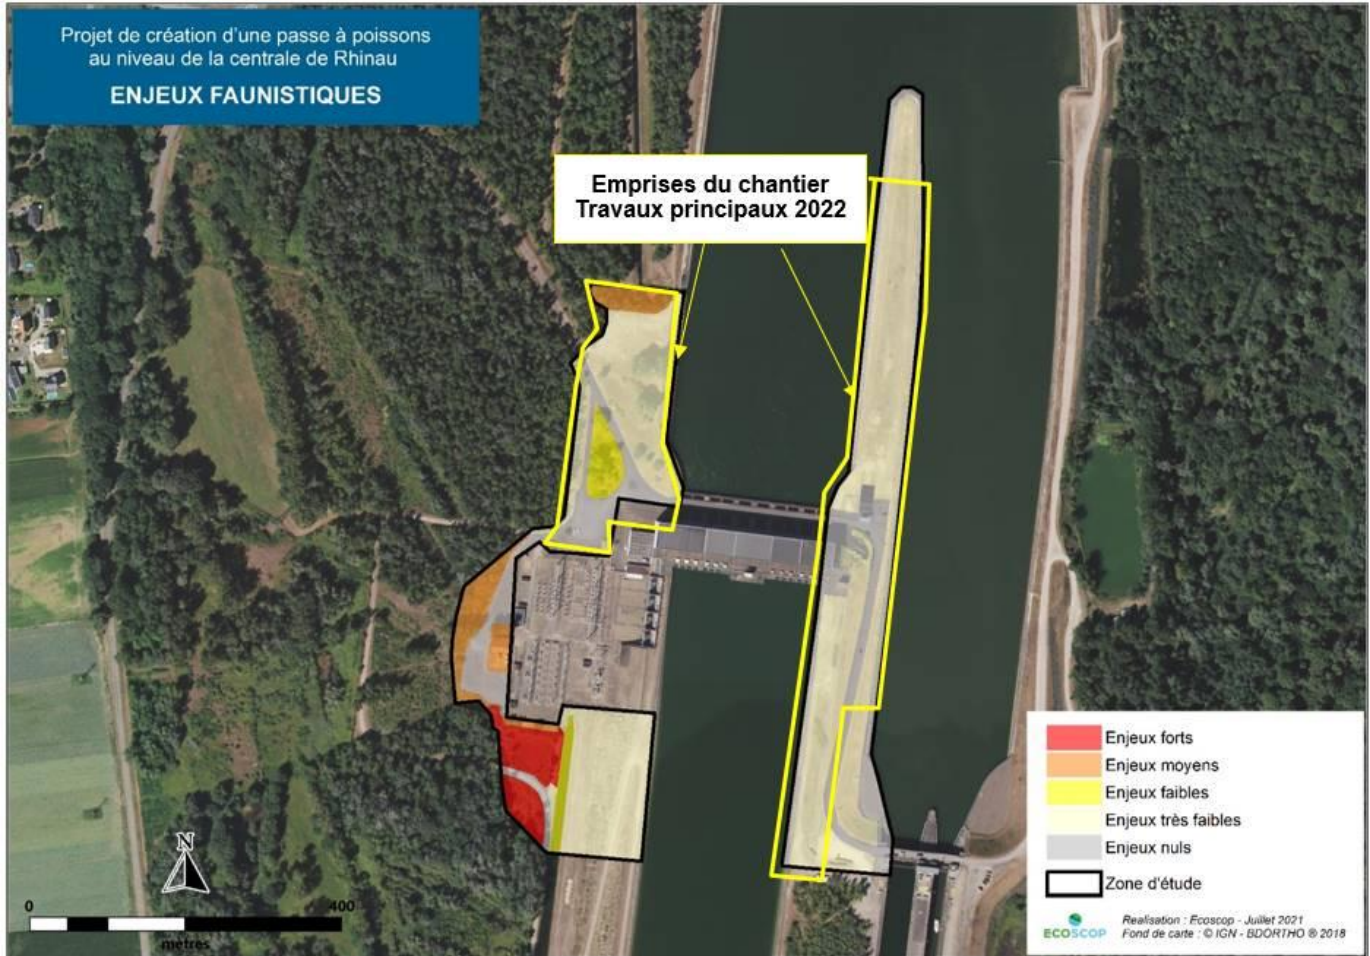 Projet de création d'une passe à poissons
au niveau de la centrale de Rhinau
ENJEUX FAUNISTIQUES
Emprises du chantier
Travaux principaux 2022
Enjeux forts
Enjeux moyens
Enjeux faibles
Enjeux très faibles
Enjeux nuls
Zone d'étude
ECOSCOP
Realisation : Ecoscop - Juillet 2021
Fond de carte : © IGN - BDORTHO ® 2018
N
0 400
metres